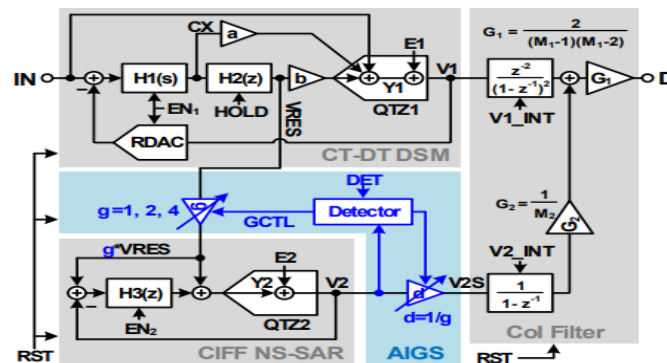 CX
a
E1
G₁ = 2 / (M₁-1)(M₁-2)
IN
H1(s)
H2(z)
b
Y1
V1
z⁻² / (1- z⁻¹)²
G₁
EN₁
HOLD
VRES
QTZ1
V1_INT
RDAC
CT-DT DSM
DET
g=1, 2, 4
g
GCTL
Detector
G₂ = 1 / M₂
G₂
g*VRES
E2
V2_INT
H3(z)
Y2
V2
d
V2S
1 / 1- z⁻¹
EN₂
QTZ2
d=1/g
RST
CIFF NS-SAR
AIGS
RST
Col Filter